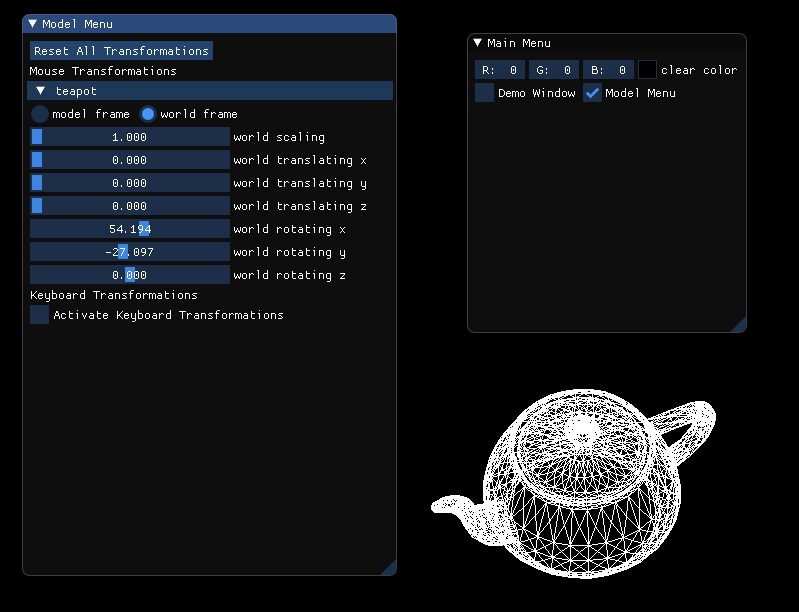 Model Menu
Reset All Transformations
Mouse Transformations
teapot
model frame world frame
1.000 world scaling
0.000 world translating x
0.000 world translating y
0.000 world translating z
54.194 world rotating x
-27.097 world rotating y
0.000 world rotating z
Keyboard Transformations
Activate Keyboard Transformations
Main Menu
R: 0 G: 0 B: 0 clear color
Demo Window Model Menu